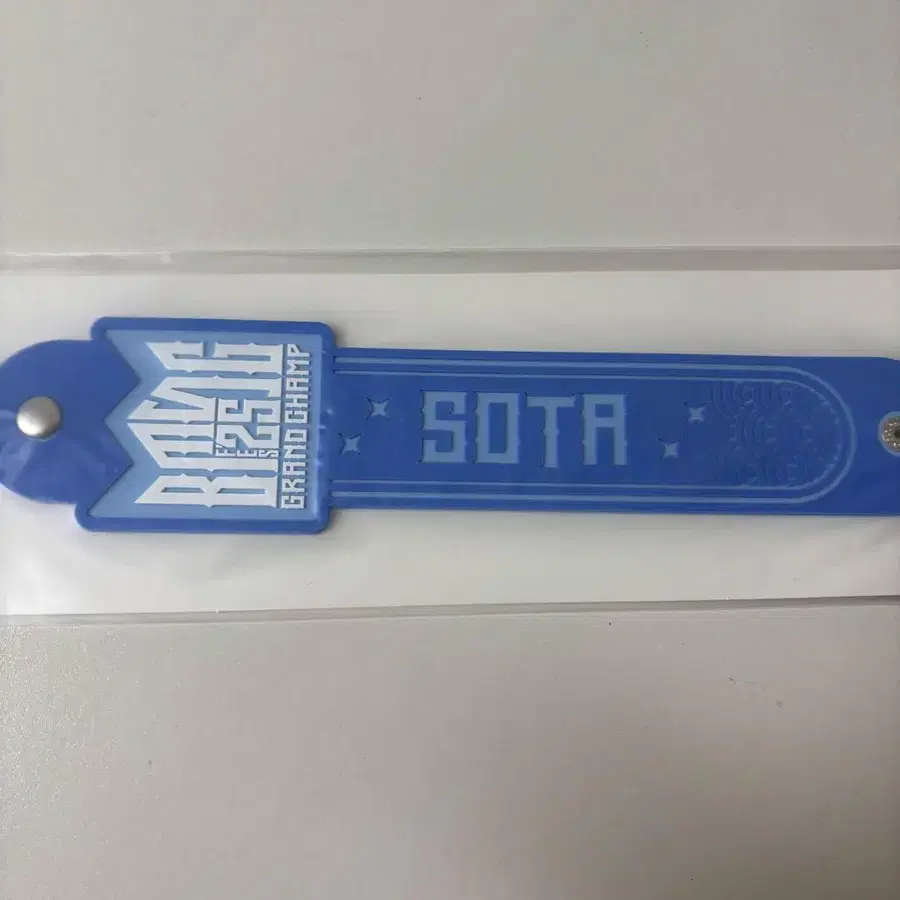 BMSG
FES'25
GRAND CHAMP
SOTA